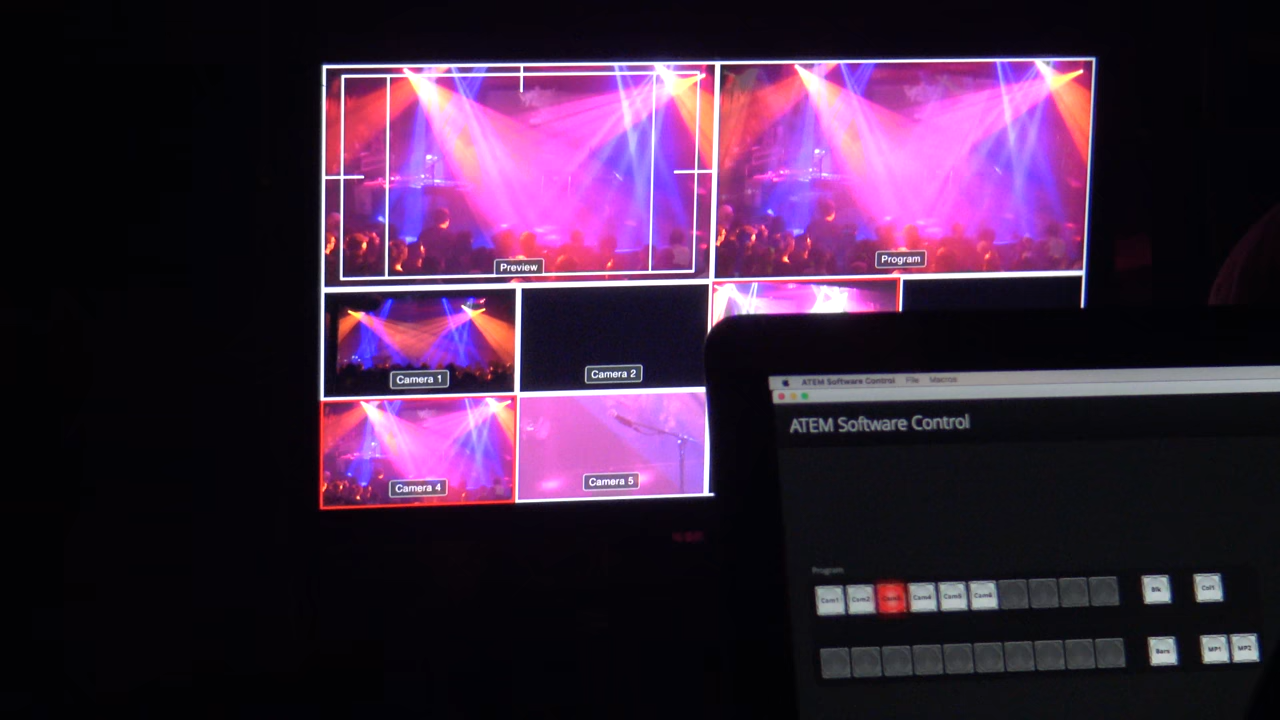 Preview
Program
Camera 1
Camera 2
Camera 4
Camera 5
ATEM Software Control File Macros
ATEM Software Control
Program
Cam1 Cam2 Cam3 Cam4 Cam5 Cam6 Blk Col1
Bars MP1 MP2